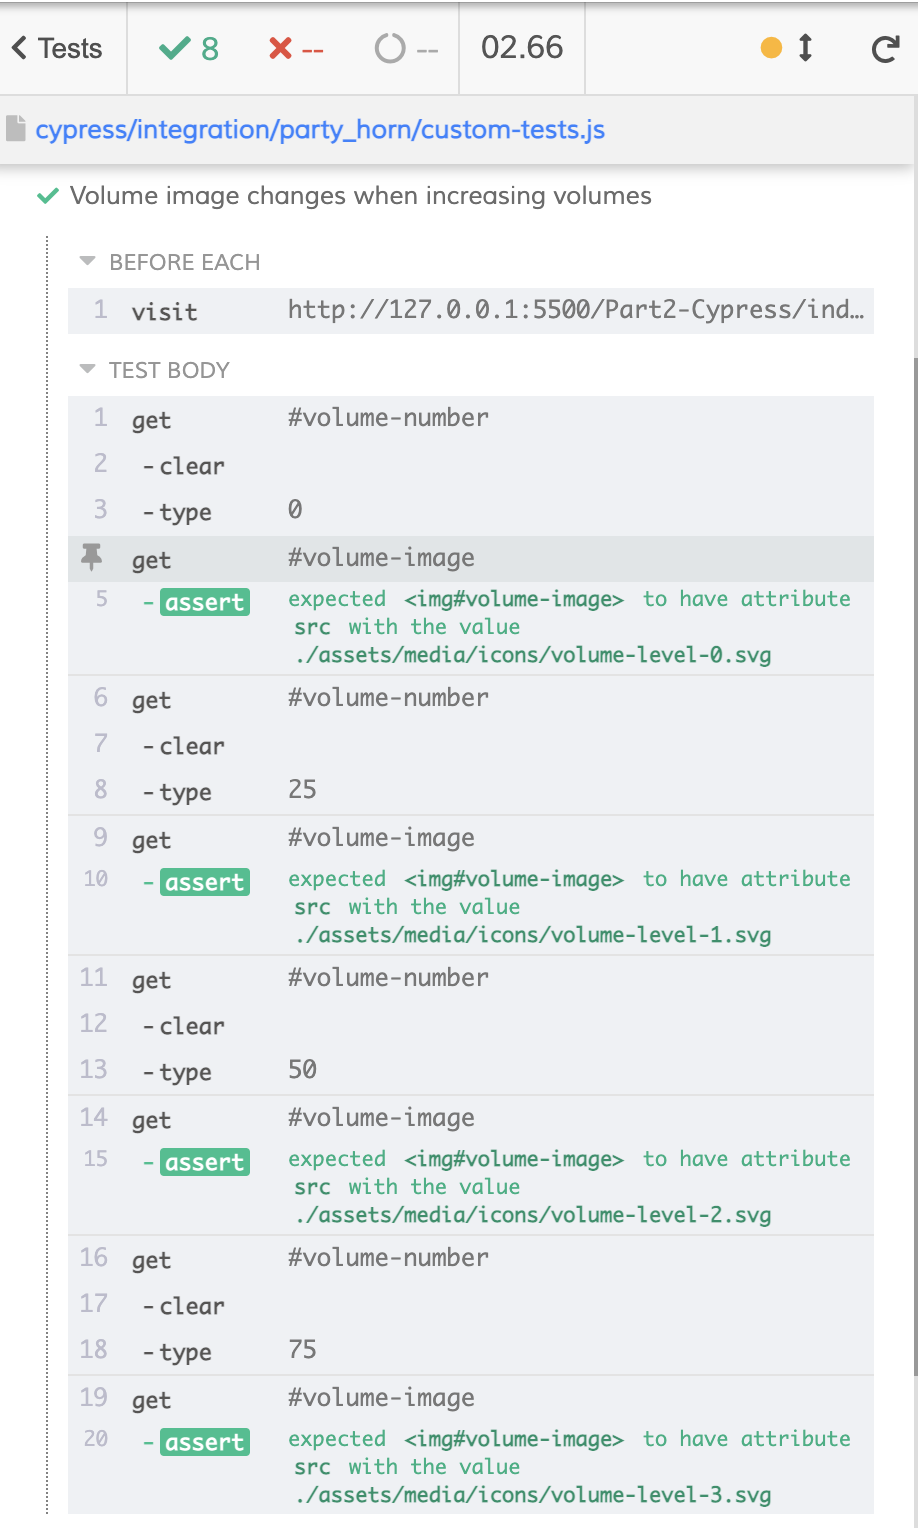 Tests 8 -- -- 02.66
cypress/integration/party_horn/custom-tests.js
Volume image changes when increasing volumes
BEFORE EACH
1 visit http://127.0.0.1:5500/Part2-Cypress/ind…
TEST BODY
1 get #volume-number
2 -clear
3 -type 0
get #volume-image
5 -assert expected <img#volume-image> to have attribute
src with the value
./assets/media/icons/volume-level-0.svg
6 get #volume-number
7 -clear
8 -type 25
9 get #volume-image
10 -assert expected <img#volume-image> to have attribute
src with the value
./assets/media/icons/volume-level-1.svg
11 get #volume-number
12 -clear
13 -type 50
14 get #volume-image
15 -assert expected <img#volume-image> to have attribute
src with the value
./assets/media/icons/volume-level-2.svg
16 get #volume-number
17 -clear
18 -type 75
19 get #volume-image
20 -assert expected <img#volume-image> to have attribute
src with the value
./assets/media/icons/volume-level-3.svg